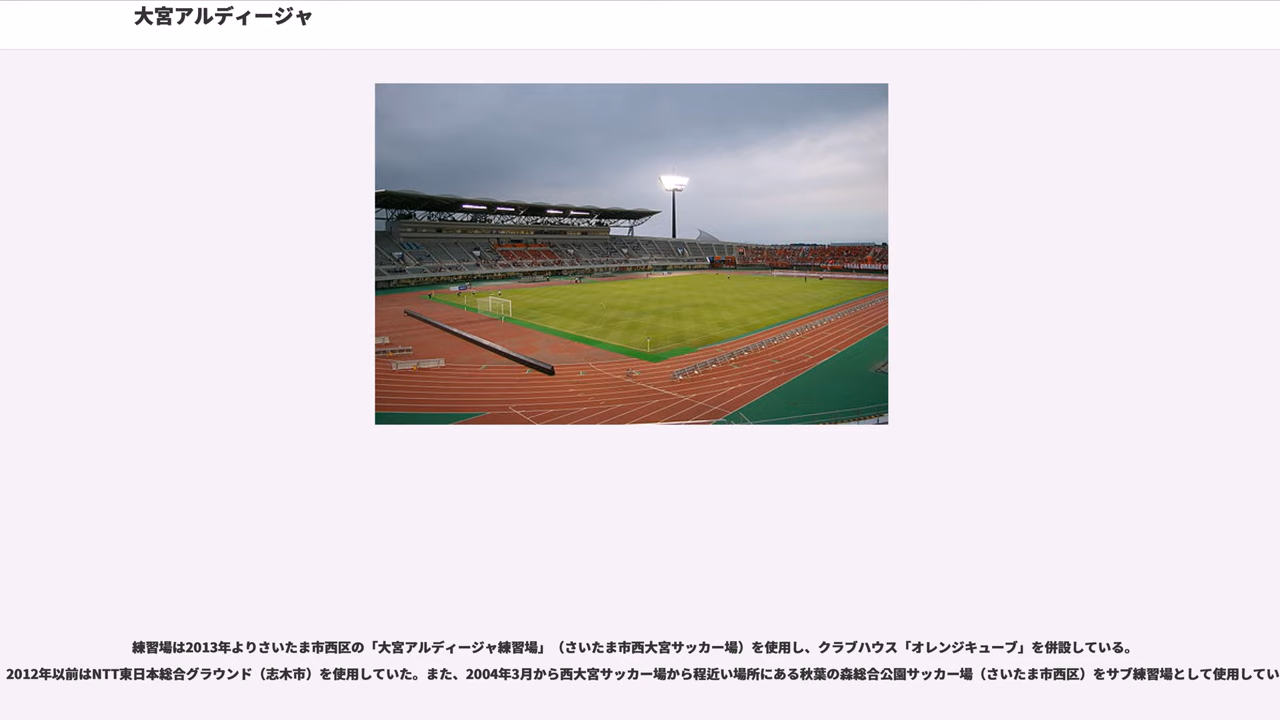 大宮アルディージャ
練習場は2013年よりさいたま市西区の「大宮アルディージャ練習場」（さいたま市西大宮サッカー場）を使用し、クラブハウス「オレンジキューブ」を併設している。
2012年以前はNTT東日本総合グラウンド（志木市）を使用していた。また、2004年3月から西大宮サッカー場から程近い場所にある秋葉の森総合公園サッカー場（さいたま市西区）をサブ練習場として使用してい